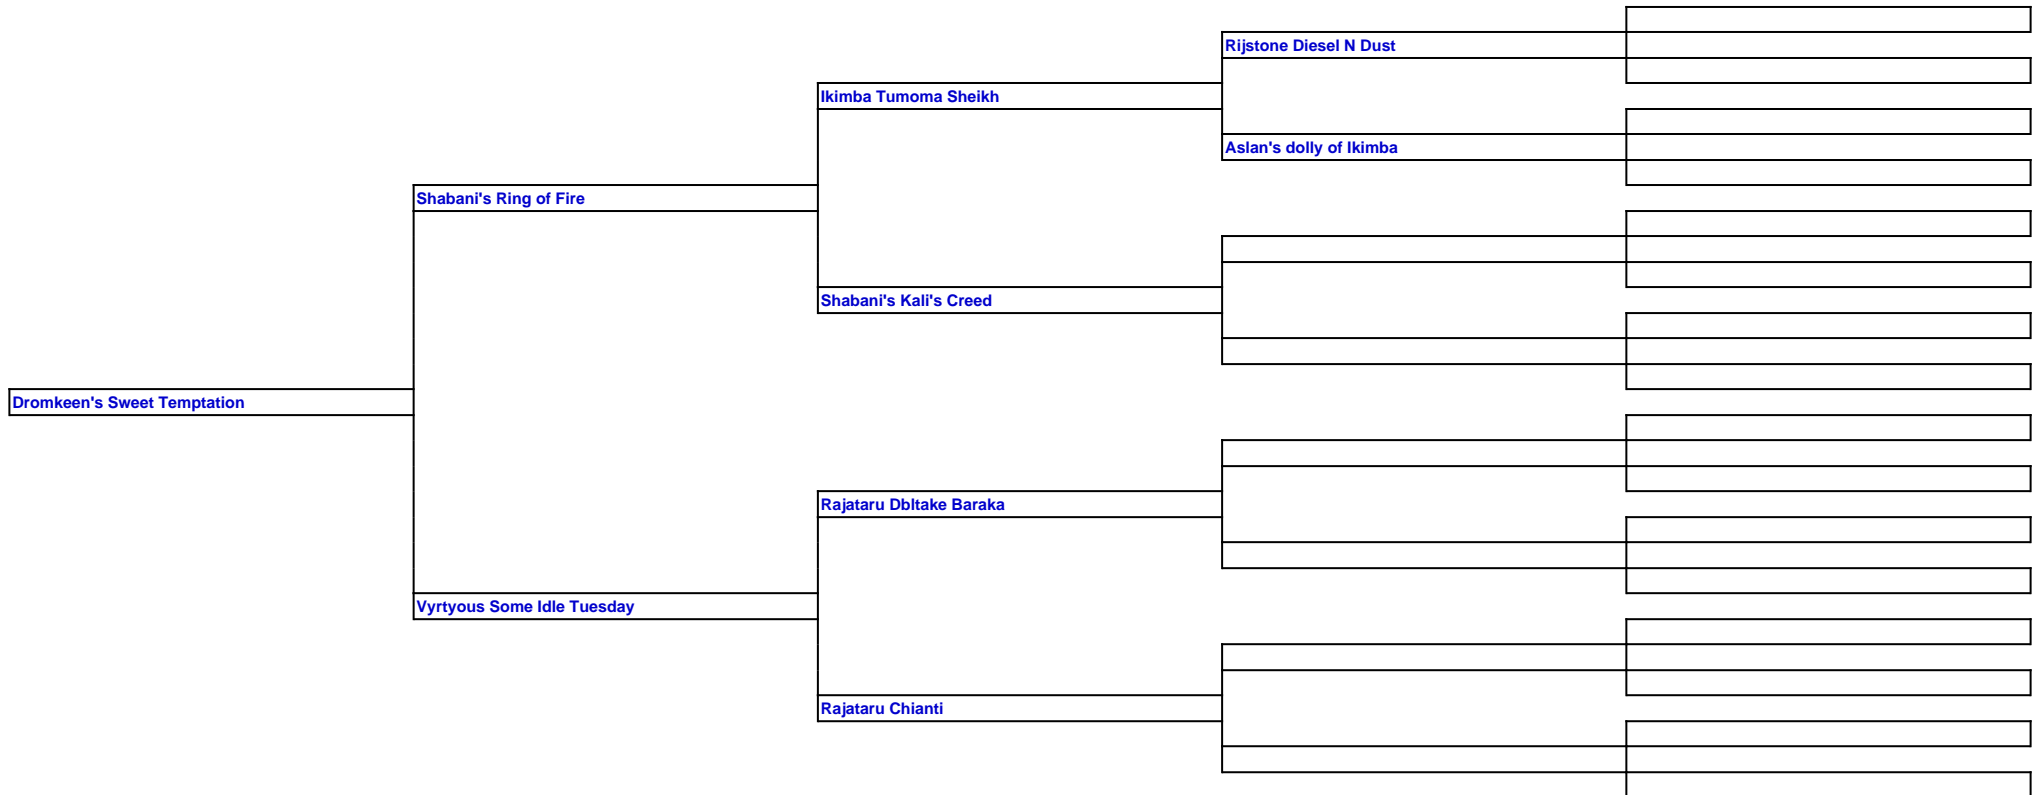 Rijstone Diesel N Dust
Ikimba Tumoma Sheikh
Aslan's dolly of Ikimba
Shabani's Ring of Fire
Shabani's Kali's Creed
Dromkeen's Sweet Temptation
Rajataru Dbltake Baraka
Vyrtyous Some Idle Tuesday
Rajataru Chianti